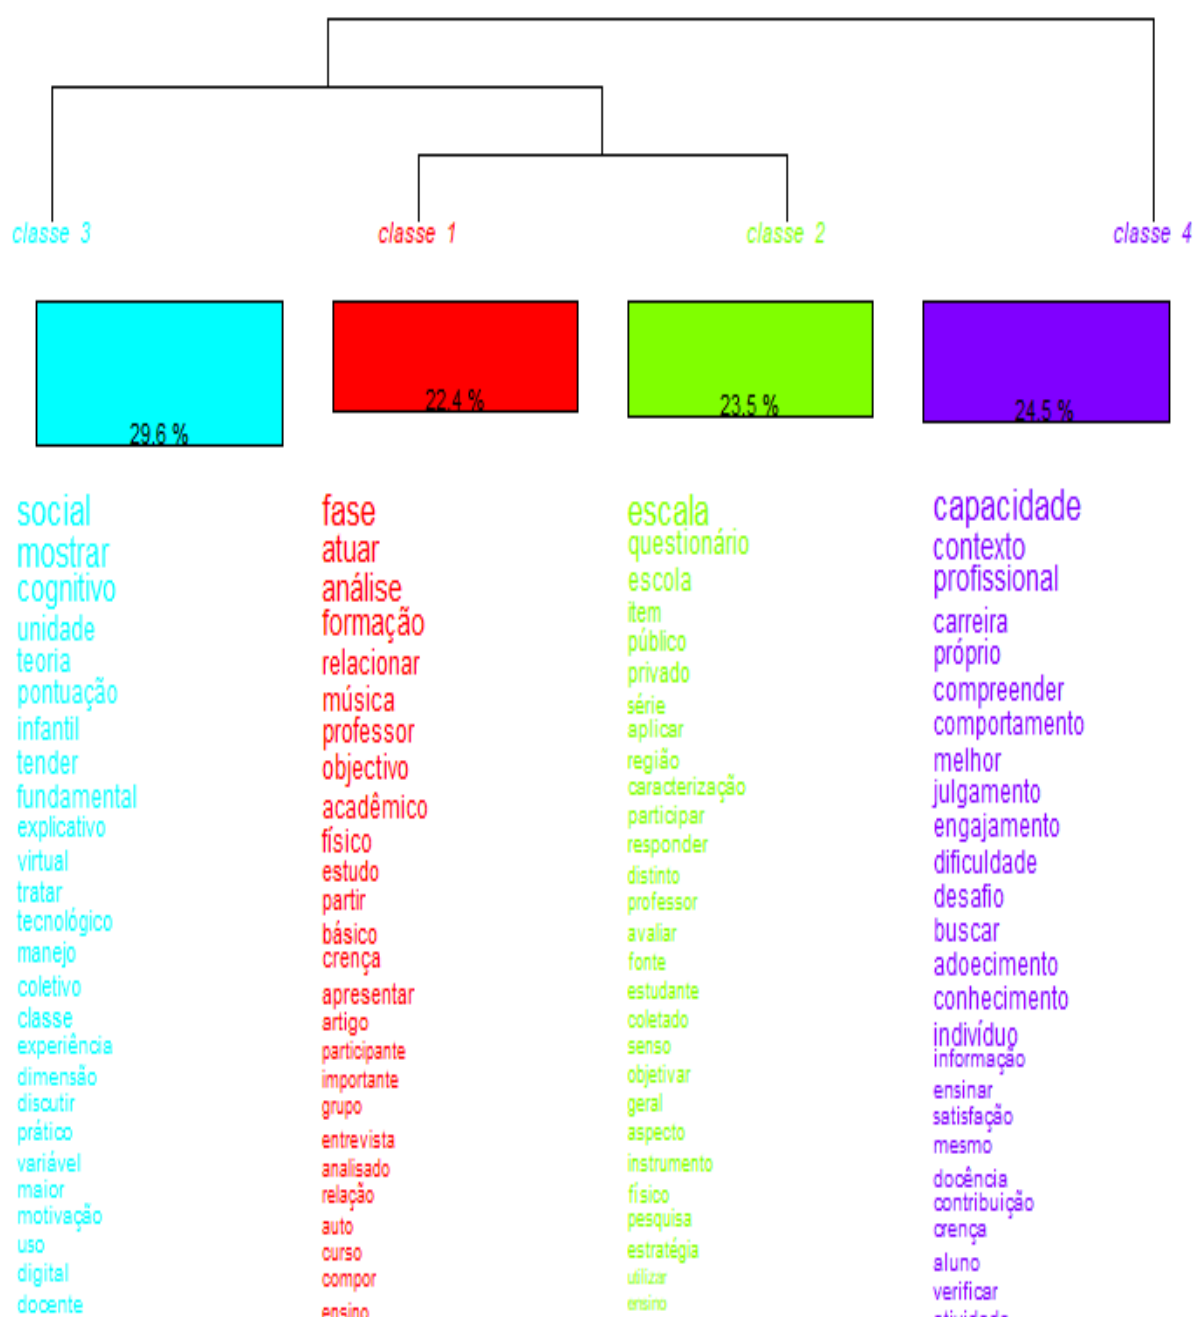 classe 3
classe 1
classe 2
classe 4
29.6 %
22.4 %
23.5 %
24.5 %
social
mostrar
cognitivo
unidade
teoria
pontuação
infantil
tender
fundamental
explicativo
virtual
tratar
tecnológico
manejo
coletivo
classe
experiência
dimensão
discutir
prático
variável
maior
motivação
uso
digital
docente
fase
atuar
análise
formação
relacionar
música
professor
objectivo
acadêmico
físico
estudo
partir
básico
crença
apresentar
artigo
participante
importante
grupo
entrevista
analisado
relação
auto
curso
compor
ensino
escala
questionário
escola
item
público
privado
série
aplicar
região
caracterização
participar
responder
distinto
professor
avaliar
fonte
estudante
coletado
senso
objetivar
geral
aspecto
instrumento
físico
pesquisa
estratégia
utilizar
ensino
capacidade
contexto
profissional
carreira
próprio
compreender
comportamento
melhor
julgamento
engajamento
dificuldade
desafio
buscar
adoecimento
conhecimento
indivíduo
informação
ensinar
satisfação
mesmo
docência
contribuição
crença
aluno
verificar